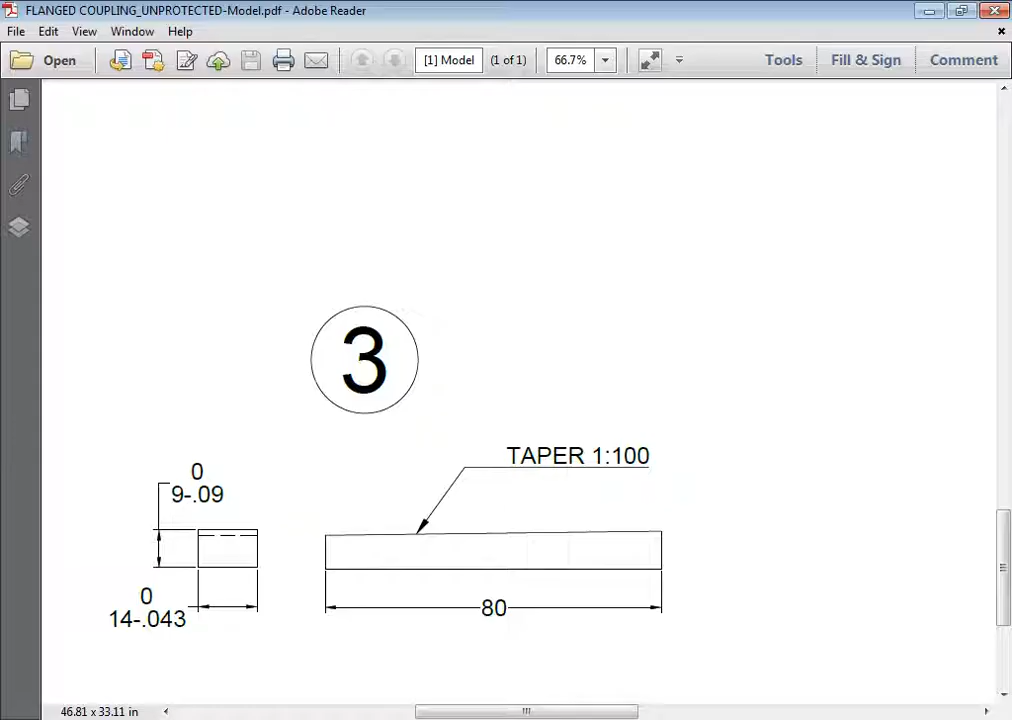 FLANGED COUPLING_UNPROTECTED-Model.pdf - Adobe Reader
File Edit View Window Help
Open [1] Model (1 of 1) 66.7% Tools Fill & Sign Comment
3
TAPER 1:100
0
9-.09
0
14-.043
80
46.81 x 33.11 in